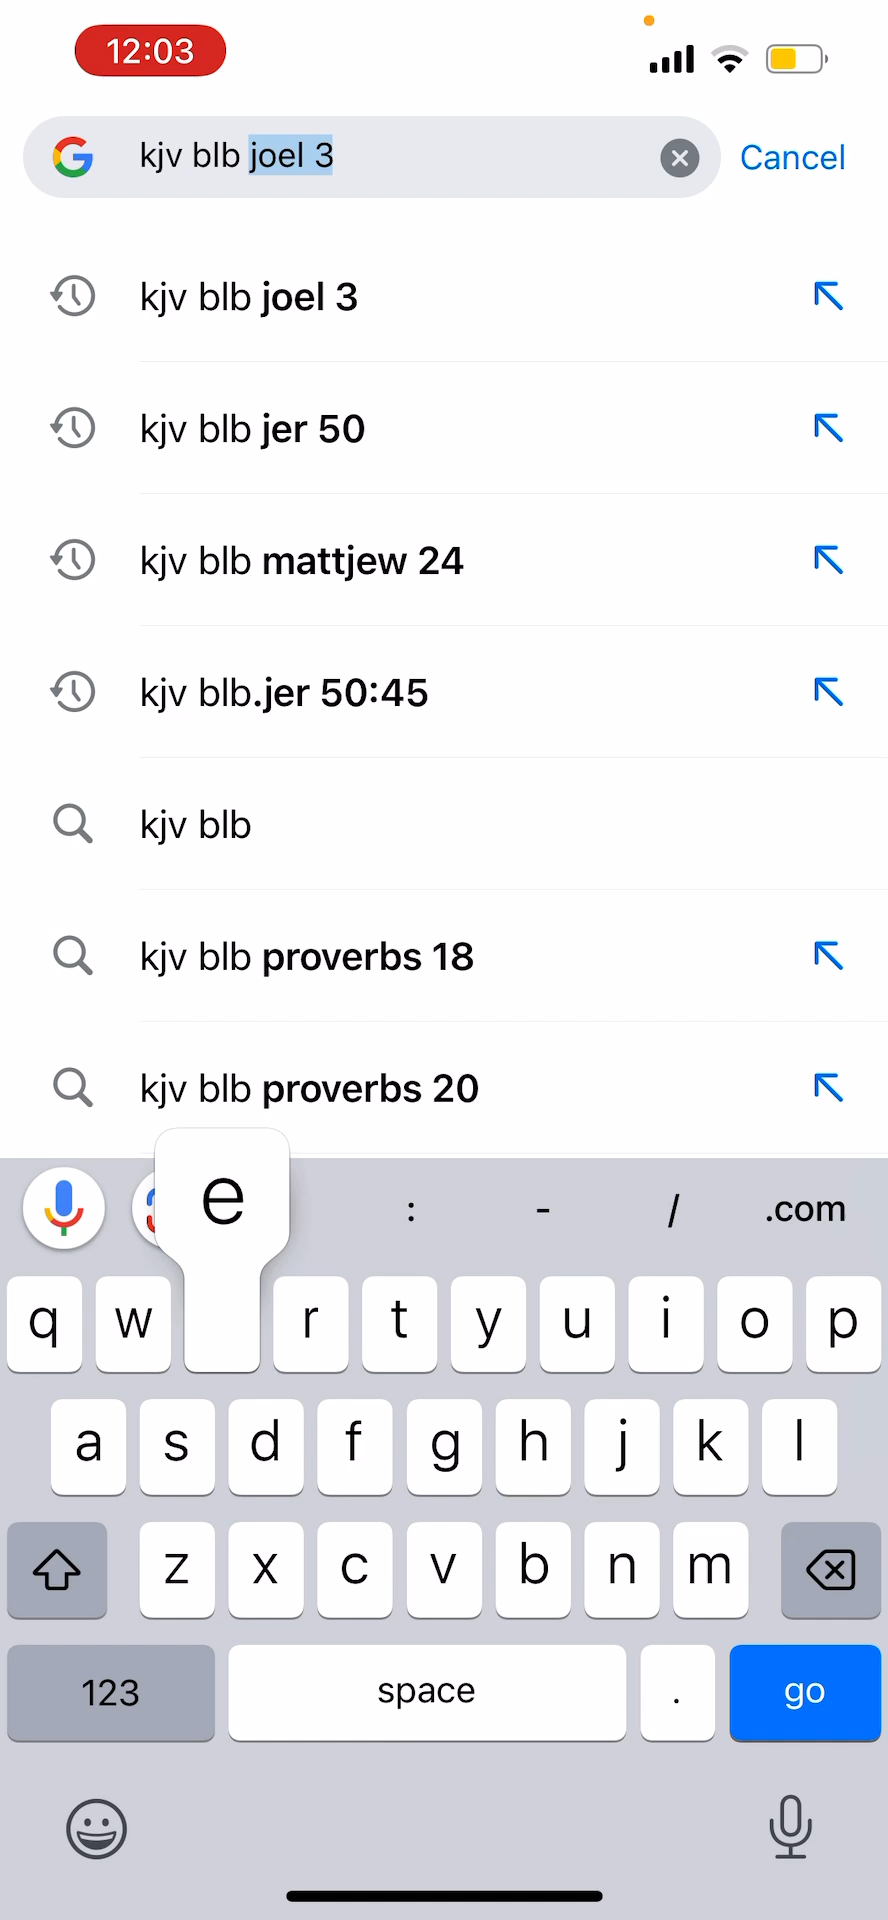 12:03
kjv blb joel 3
Cancel
kjv blb joel 3
kjv blb jer 50
kjv blb mattjew 24
kjv blb.jer 50:45
kjv blb
kjv blb proverbs 18
kjv blb proverbs 20
e
: - / .com
q w r t y u i o p
a s d f g h j k l
z x c v b n m
123 space . go